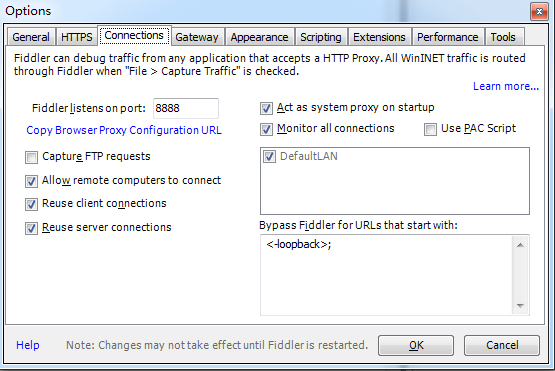 Options
General HTTPS Connections Gateway Appearance Scripting Extensions Performance Tools
Fiddler can debug traffic from any application that accepts a HTTP Proxy. All WinINET traffic is routed
through Fiddler when "File > Capture Traffic" is checked.
Learn more...
Fiddler listens on port: 8888
Copy Browser Proxy Configuration URL
Capture FTP requests
Allow remote computers to connect
Reuse client connections
Reuse server connections
Act as system proxy on startup
Monitor all connections Use PAC Script
DefaultLAN
Bypass Fiddler for URLs that start with:
<-loopback>;
Help Note: Changes may not take effect until Fiddler is restarted. OK Cancel